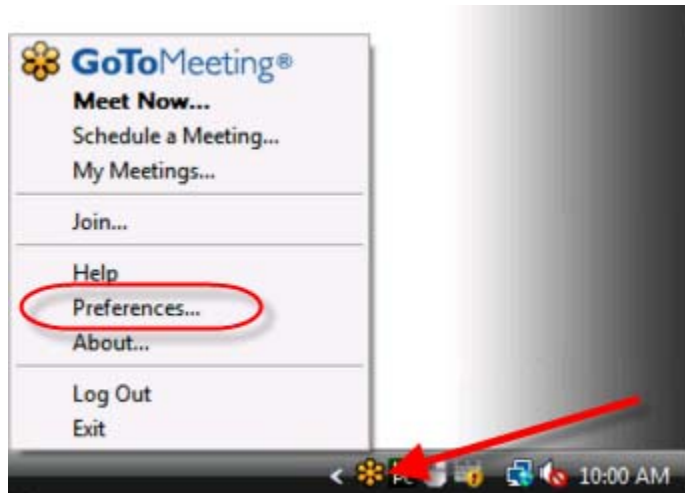 GoToMeeting®
Meet Now...
Schedule a Meeting...
My Meetings...
Join...
Help
Preferences...
About...
Log Out
Exit
< 10:00 AM